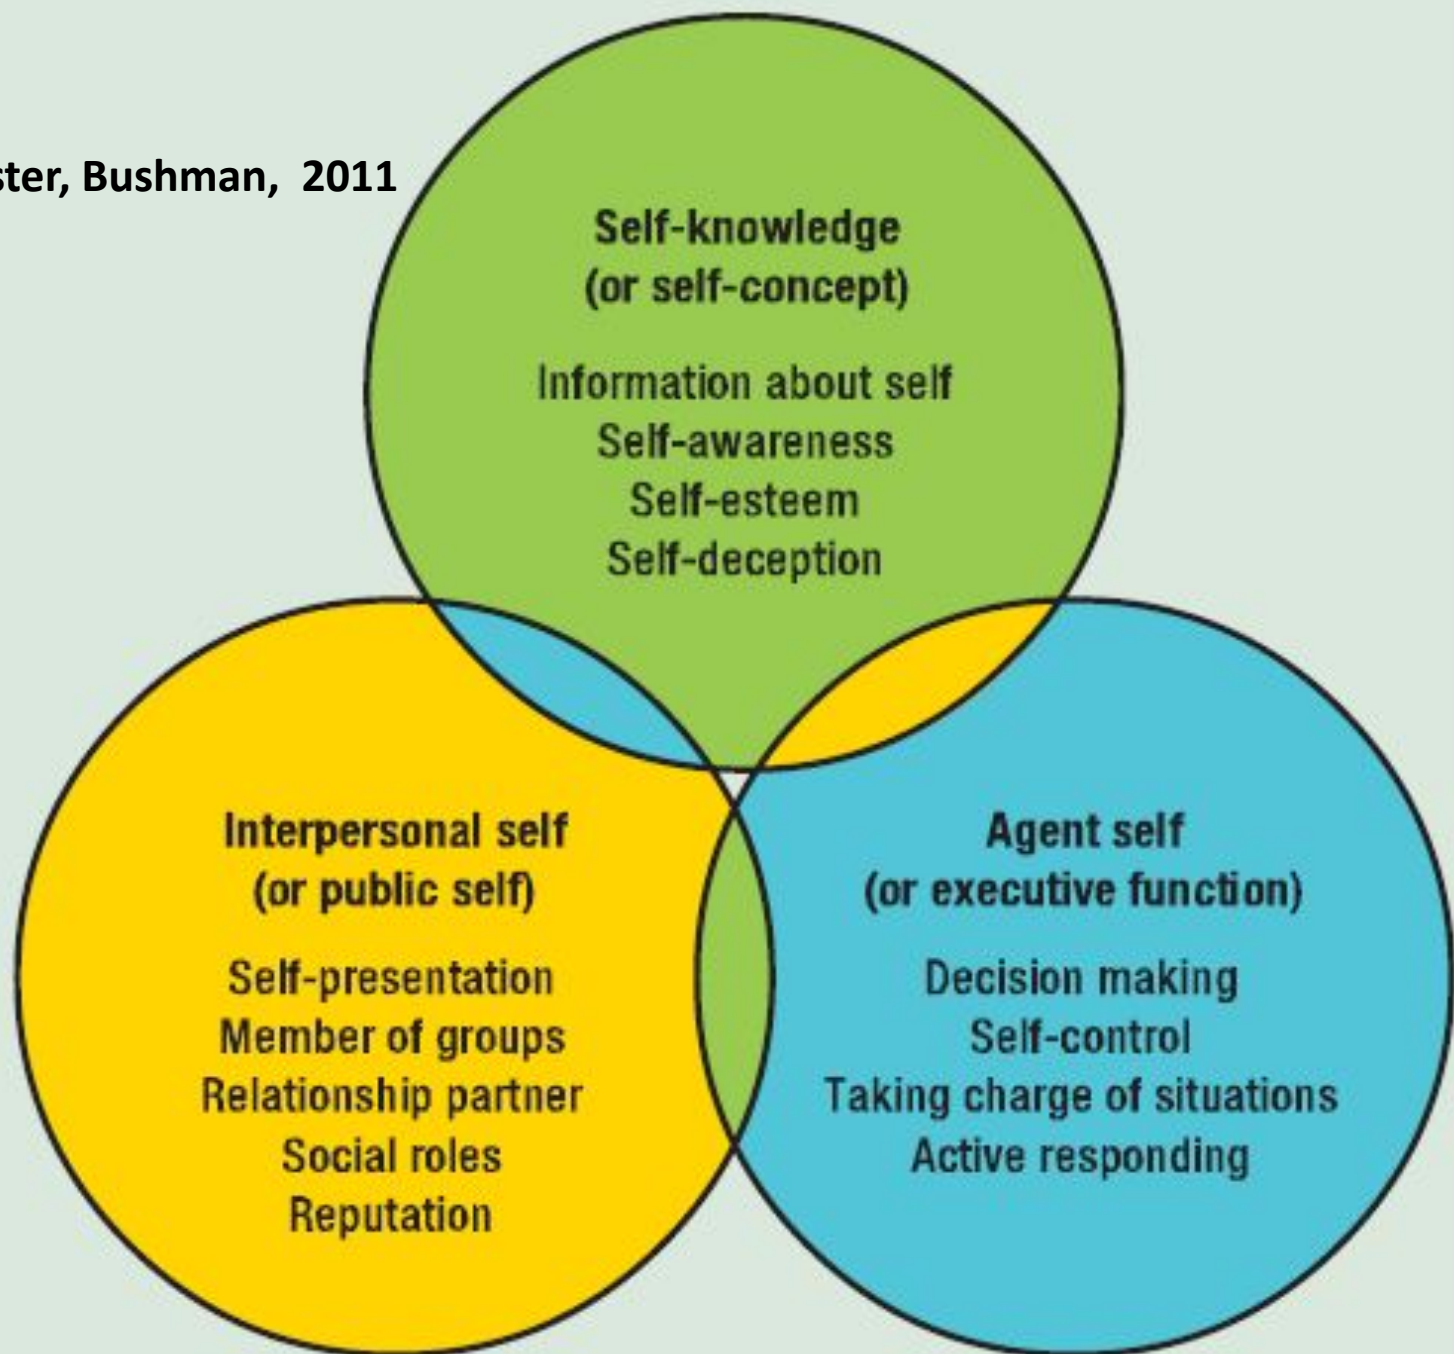 ster, Bushman, 2011
Self-knowledge
(or self-concept)
Information about self
Self-awareness
Self-esteem
Self-deception
Interpersonal self
(or public self)
Self-presentation
Member of groups
Relationship partner
Social roles
Reputation
Agent self
(or executive function)
Decision making
Self-control
Taking charge of situations
Active responding